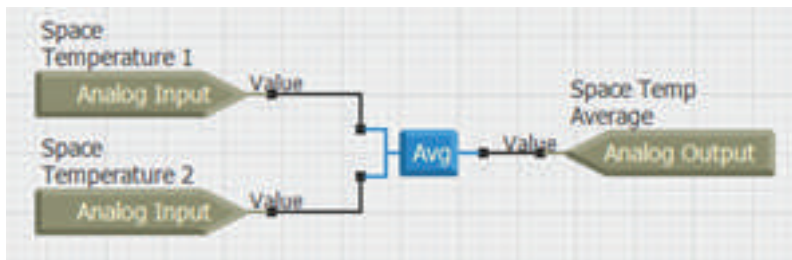 Space
Temperature 1
Analog Input
Value
Space
Temperature 2
Analog Input
Value
Avg
Value
Space Temp
Average
Analog Output